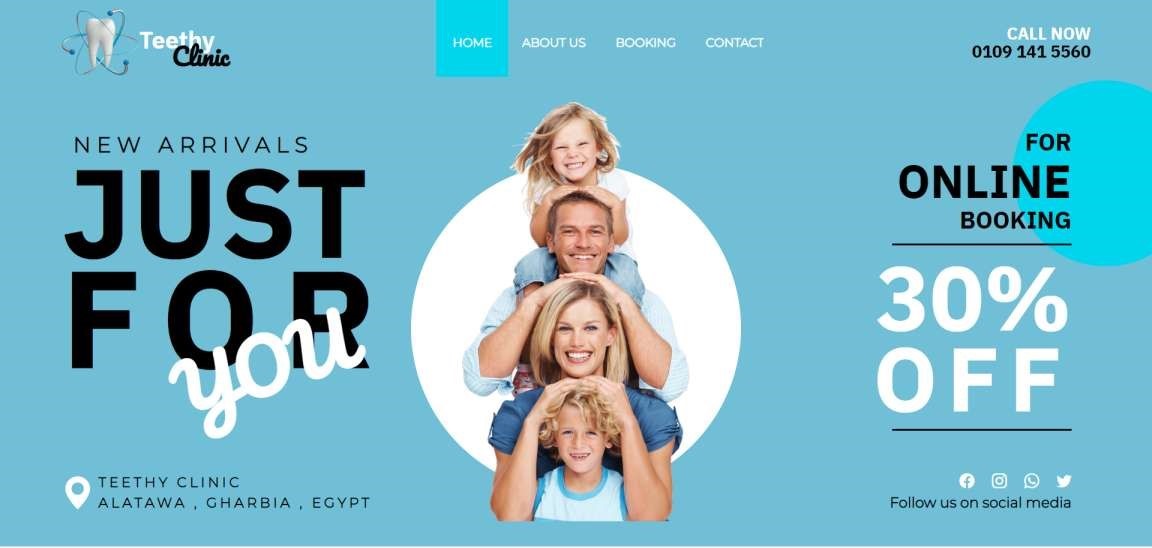 Teethy
Clinic
HOME ABOUT US BOOKING CONTACT
CALL NOW
0109 141 5560
NEW ARRIVALS
JUST
FOR
you
FOR
ONLINE
BOOKING
30%
OFF
TEETHY CLINIC
ALATAWA , GHARBIA , EGYPT
Follow us on social media